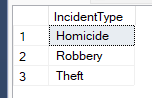 IncidentType
1 Homicide
2 Robbery
3 Theft